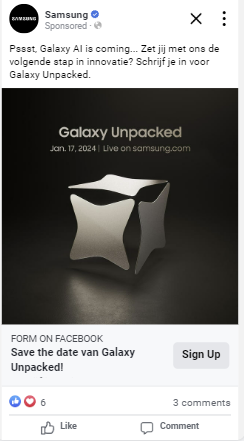 Samsung
Sponsored ·
Pssst, Galaxy AI is coming... Zet jij met ons de
volgende stap in innovatie? Schrijf je in voor
Galaxy Unpacked.
Galaxy Unpacked
Jan. 17, 2024 | Live on samsung.com
FORM ON FACEBOOK
Save the date van Galaxy
Unpacked!
Sign Up
6
3 comments
Like
Comment